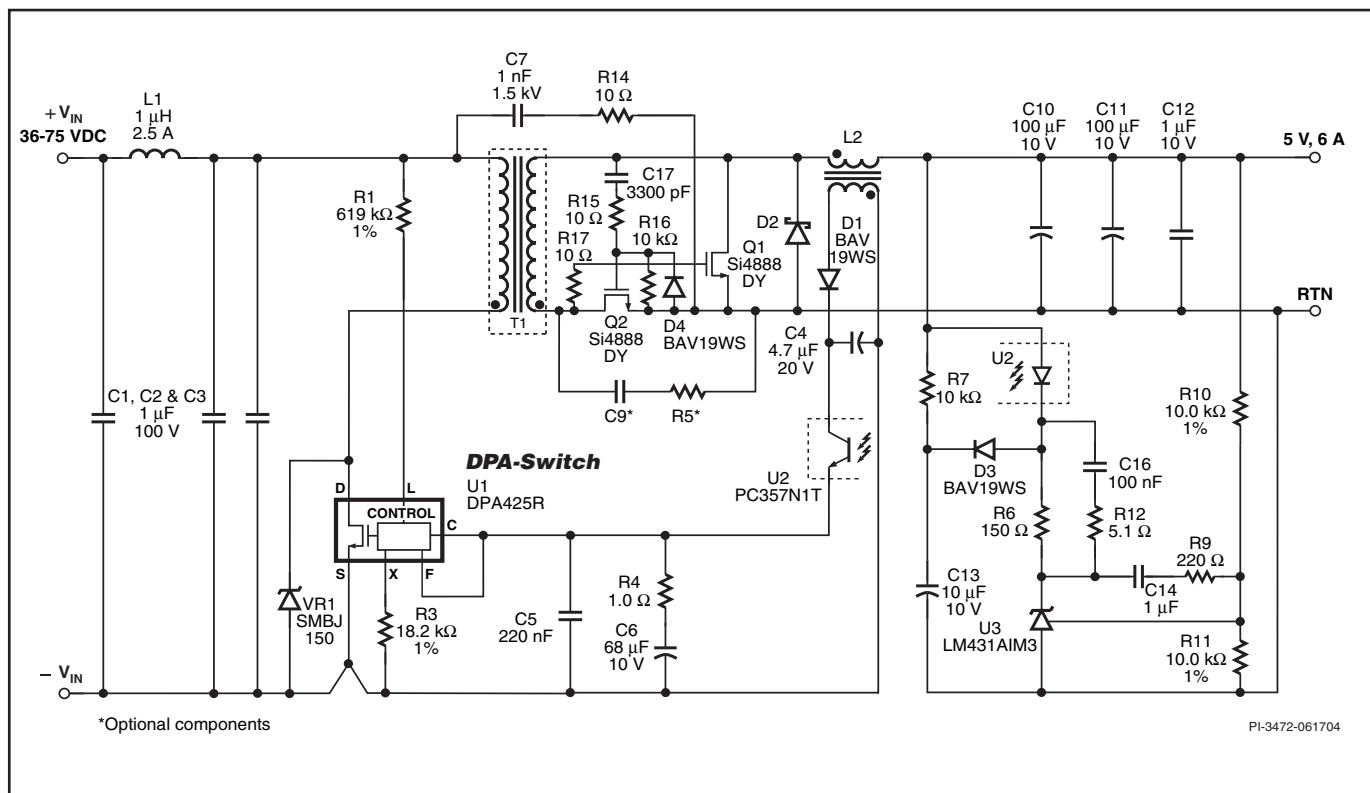 + VIN
36-75 VDC
L1
1 µH
2.5 A
C7
1 nF
1.5 kV
R14
10 Ω
L2
C10
100 µF
10 V
C11
100 µF
10 V
C12
1 µF
10 V
5 V, 6 A
R1
619 kΩ
1%
C17
3300 pF
R15
10 Ω
R16
10 kΩ
R17
10 Ω
Q1
Si4888
DY
D2
D1
BAV
19WS
T1
Q2
Si4888
DY
D4
BAV19WS
RTN
C4
4.7 µF
20 V
C9*
R5*
R7
10 kΩ
U2
R10
10.0 kΩ
1%
C1, C2 & C3
1 µF
100 V
DPA-Switch
U1
DPA425R
D
L
CONTROL
C
S
X
F
U2
PC357N1T
D3
BAV19WS
C16
100 nF
R6
150 Ω
R12
5.1 Ω
R9
220 Ω
C14
1 µF
C13
10 µF
10 V
U3
LM431AIM3
R11
10.0 kΩ
1%
VR1
SMBJ
150
R3
18.2 kΩ
1%
C5
220 nF
R4
1.0 Ω
C6
68 µF
10 V
− VIN
*Optional components
PI-3472-061704